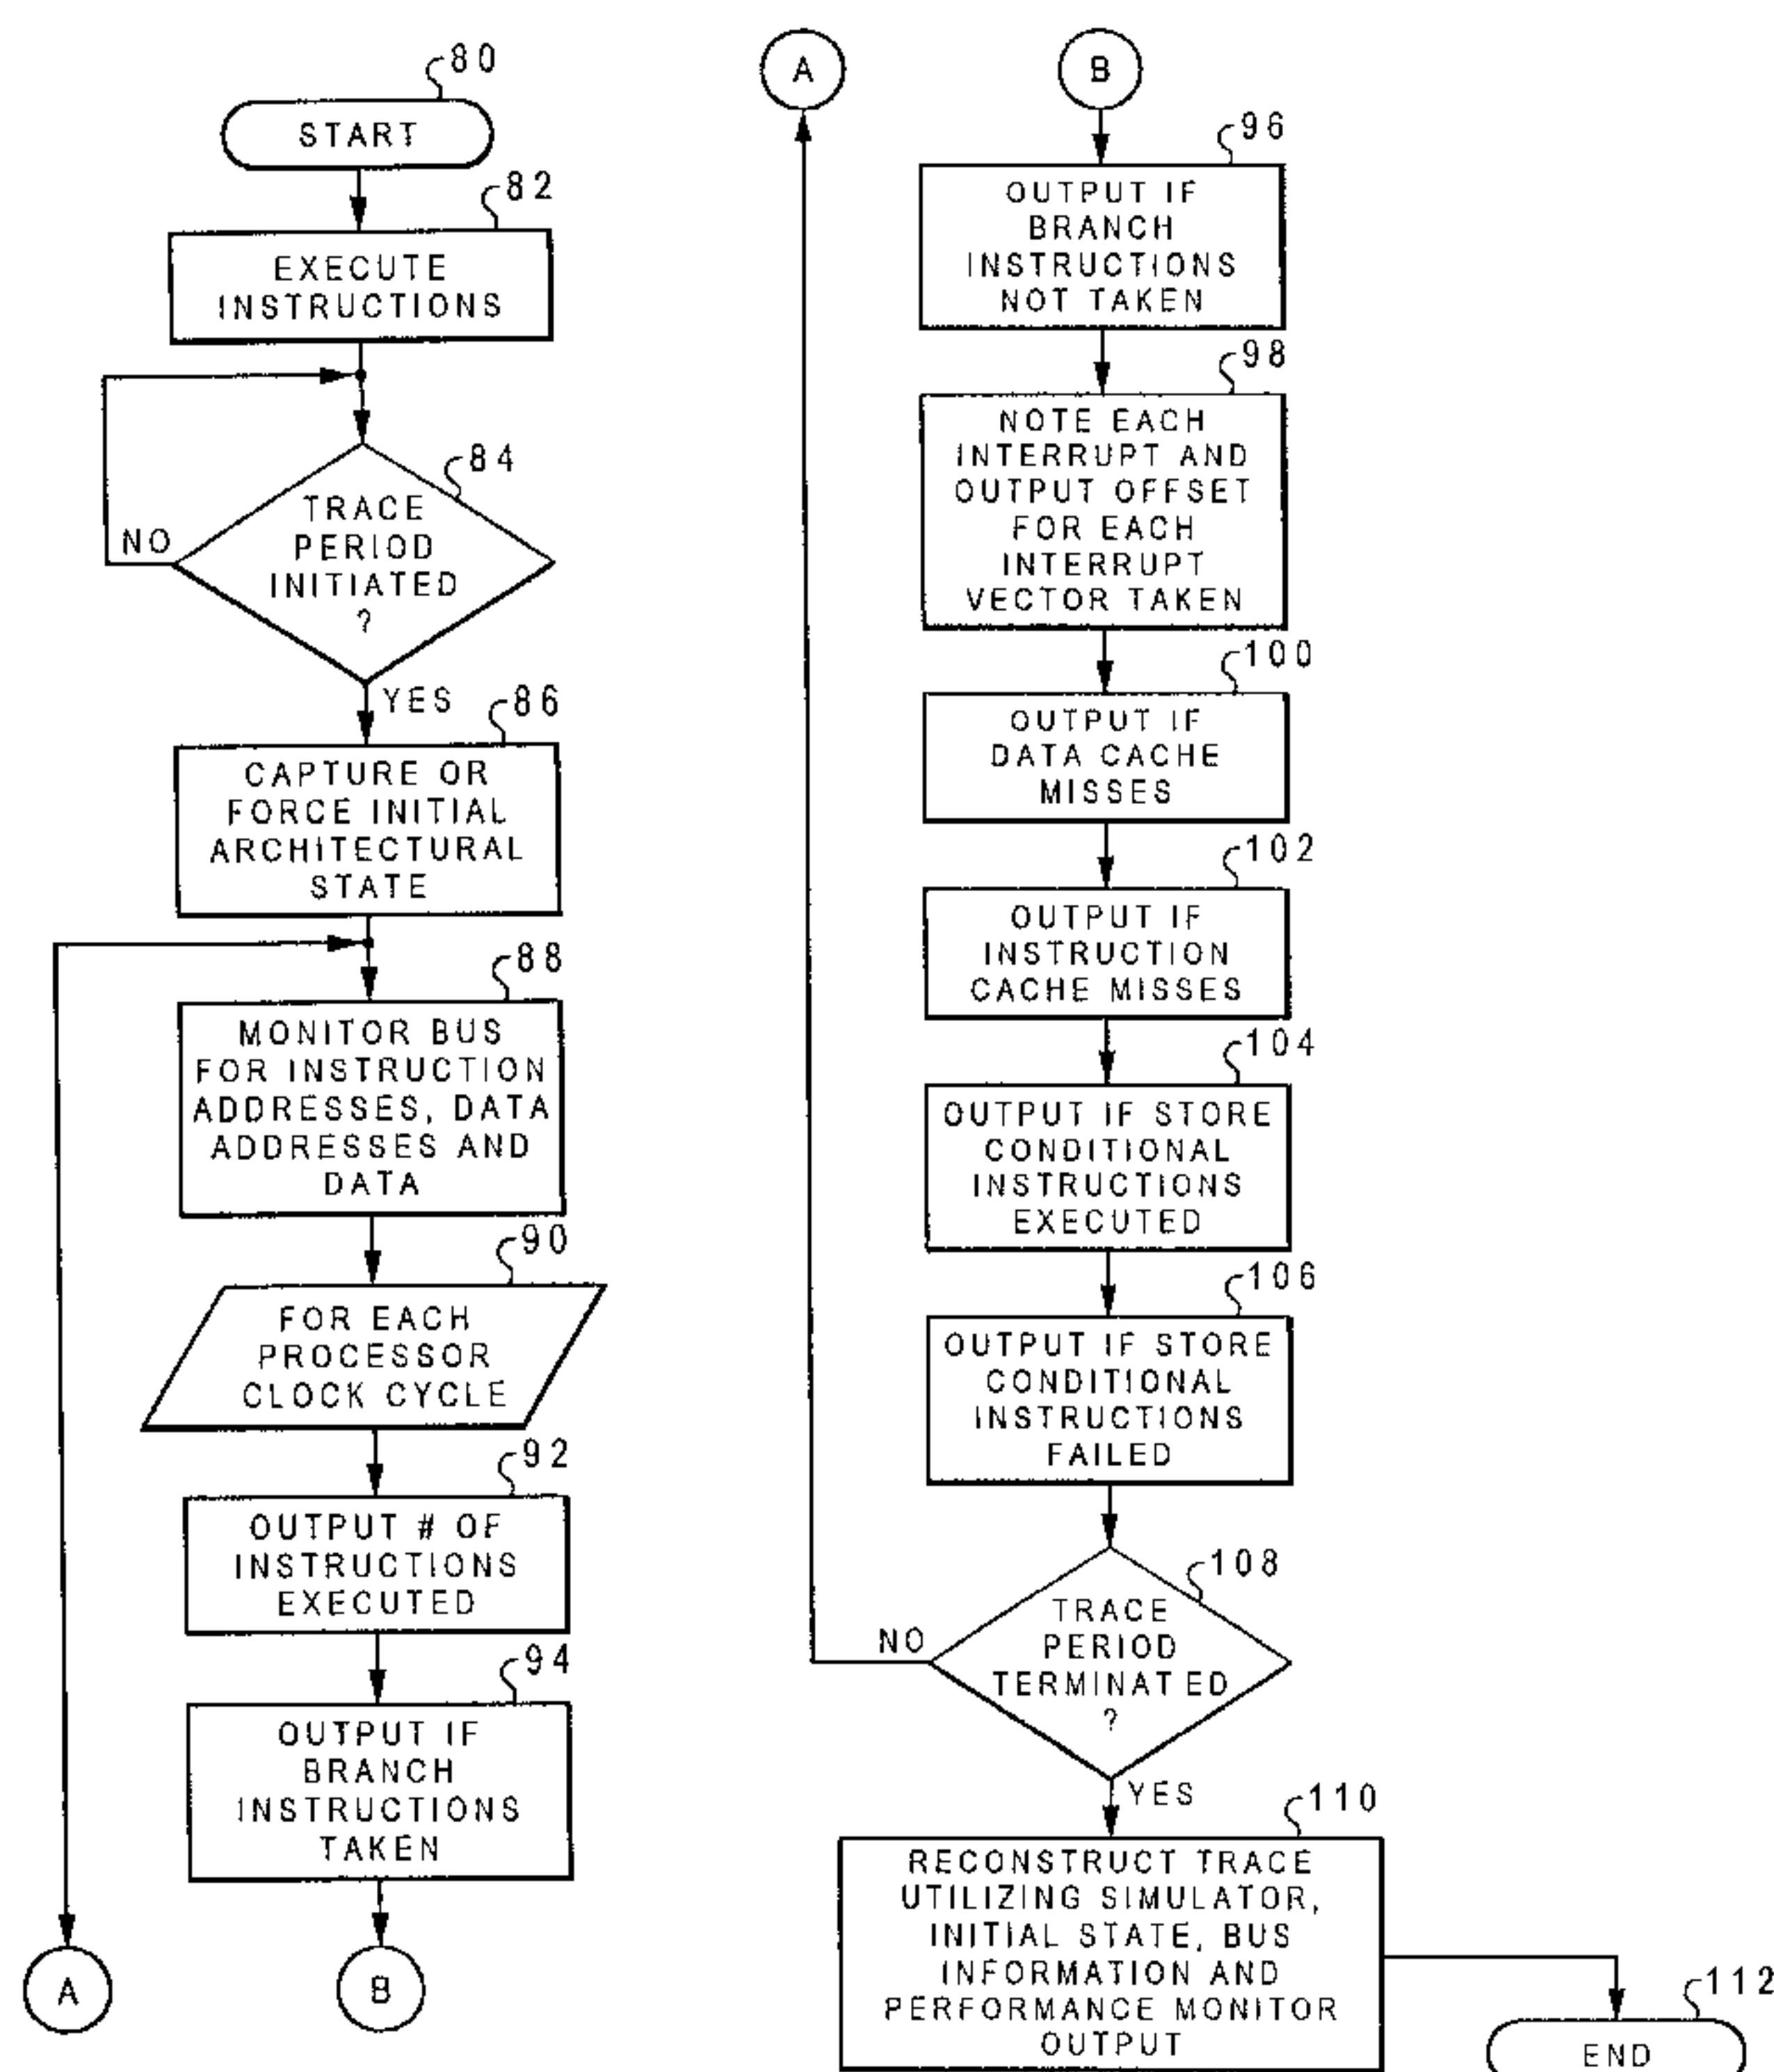 80
START
82
EXECUTE
INSTRUCTIONS
84
TRACE
PERIOD
INITIATED
?
NO
YES
86
CAPTURE OR
FORCE INITIAL
ARCHITECTURAL
STATE
88
MONITOR BUS
FOR INSTRUCTION
ADDRESSES, DATA
ADDRESSES AND
DATA
90
FOR EACH
PROCESSOR
CLOCK CYCLE
92
OUTPUT # OF
INSTRUCTIONS
EXECUTED
94
OUTPUT IF
BRANCH
INSTRUCTIONS
TAKEN
A
B
A
B
96
OUTPUT IF
BRANCH
INSTRUCTIONS
NOT TAKEN
98
NOTE EACH
INTERRUPT AND
OUTPUT OFFSET
FOR EACH
INTERRUPT
VECTOR TAKEN
100
OUTPUT IF
DATA CACHE
MISSES
102
OUTPUT IF
INSTRUCTION
CACHE MISSES
104
OUTPUT IF STORE
CONDITIONAL
INSTRUCTIONS
EXECUTED
106
OUTPUT IF STORE
CONDITIONAL
INSTRUCTIONS
FAILED
108
TRACE
PERIOD
TERMINATED
?
NO
YES
110
RECONSTRUCT TRACE
UTILIZING SIMULATOR,
INITIAL STATE, BUS
INFORMATION AND
PERFORMANCE MONITOR
OUTPUT
112
END